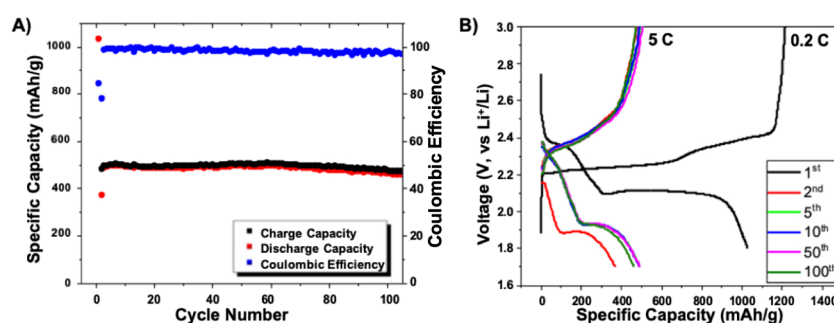 A)
Specific Capacity (mAh/g)
1000
800
600
400
200
0
100
80
60
40
20
0
Coulombic Efficiency
Charge Capacity
Discharge Capacity
Coulombic Efficiency
0 20 40 60 80 100
Cycle Number
B)
Voltage (V, vs Li⁺/Li)
3.0
2.8
2.6
2.4
2.2
2.0
1.8
1.6
5 C
0.2 C
1st
2nd
5th
10th
50th
100th
0 200 400 600 800 1000 1200 1400
Specific Capacity (mAh/g)